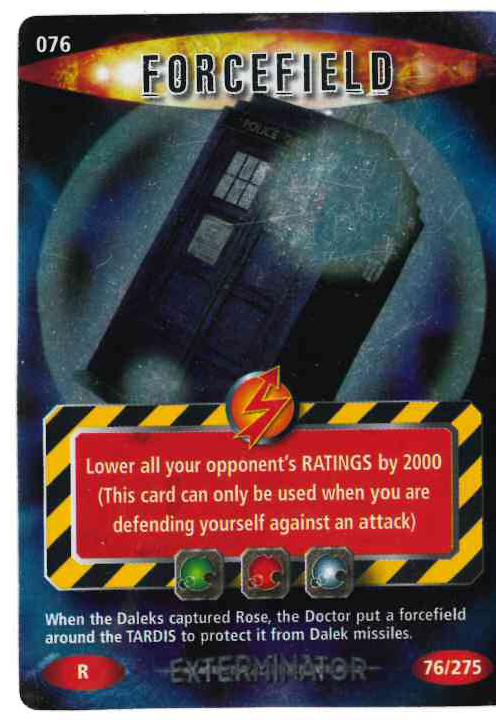 076
FORCEFIELD
POLICE
Lower all your opponent's RATINGS by 2000
(This card can only be used when you are
defending yourself against an attack)
When the Daleks captured Rose, the Doctor put a forcefield
around the TARDIS to protect it from Dalek missiles.
R
EXTERMINATOR
76/275